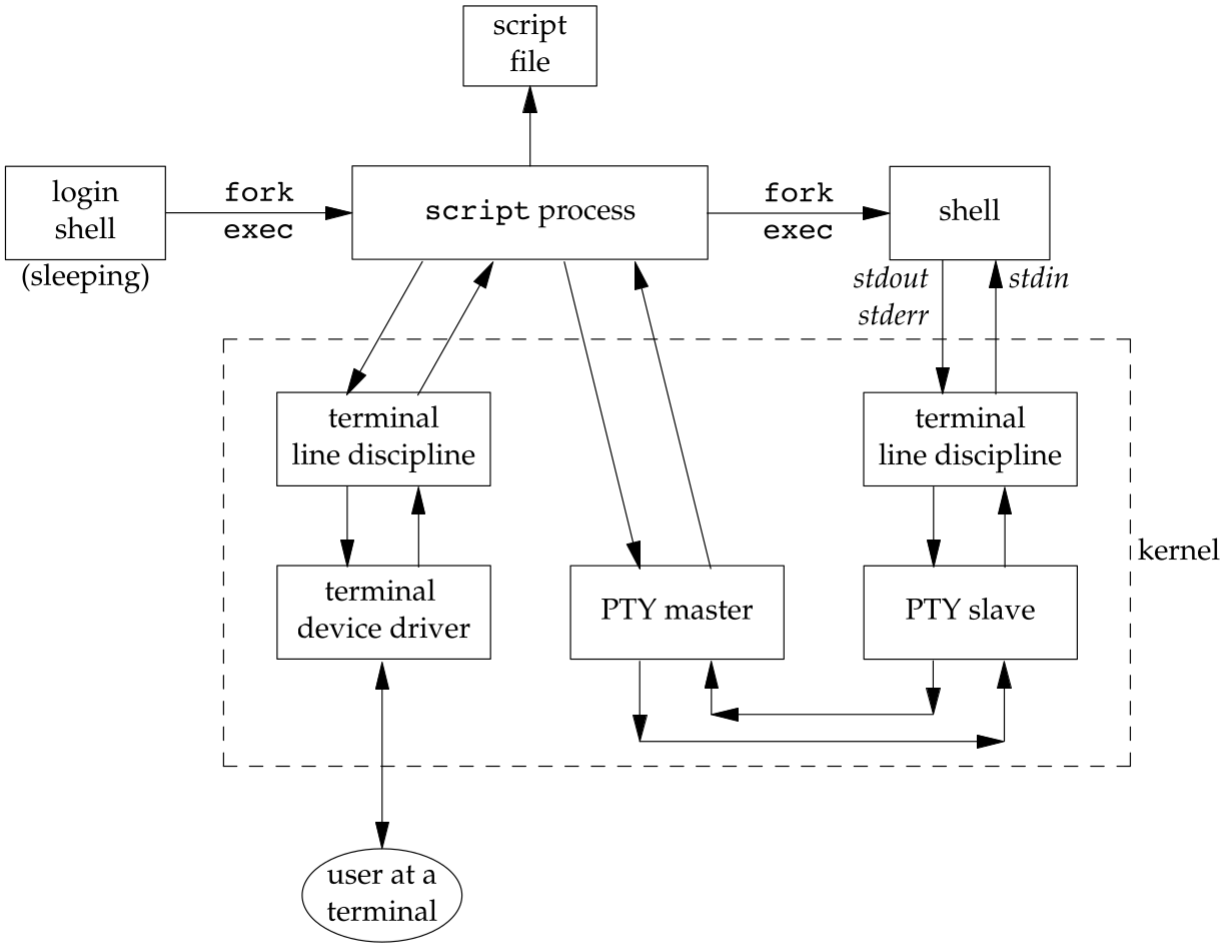 script
file
login
shell
(sleeping)
fork
exec
script process
fork
exec
shell
stdout
stderr
stdin
terminal
line discipline
terminal
line discipline
kernel
terminal
device driver
PTY master
PTY slave
user at a
terminal